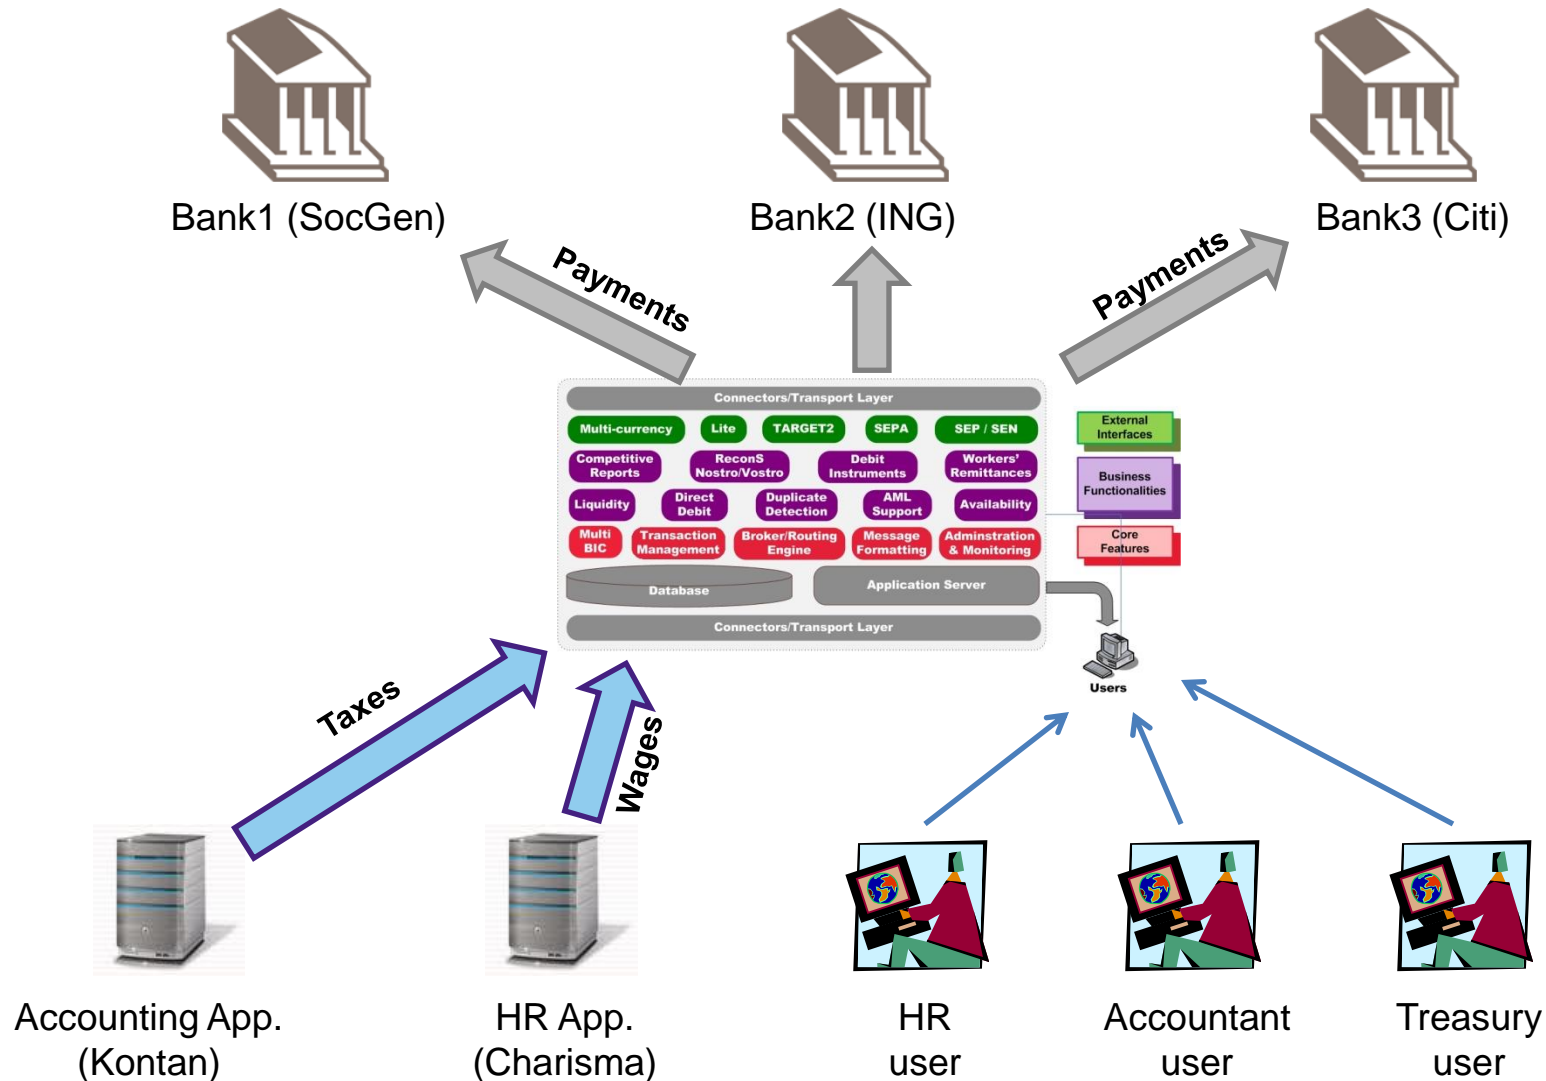 Bank1 (SocGen)
Bank2 (ING)
Bank3 (Citi)
Payments
Payments
Connectors/Transport Layer
Multi-currency
Lite
TARGET2
SEPA
SEP / SEN
External
Interfaces
Competitive
Reports
ReconS
Nostro/Vostro
Debit
Instruments
Workers'
Remittances
Business
Functionalities
Liquidity
Direct
Debit
Duplicate
Detection
AML
Support
Availability
Multi
BIC
Transaction
Management
Broker/Routing
Engine
Message
Formatting
Adminstration
& Monitoring
Core
Features
Database
Application Server
Connectors/Transport Layer
Users
Taxes
Wages
Accounting App.
(Kontan)
HR App.
(Charisma)
HR
user
Accountant
user
Treasury
user